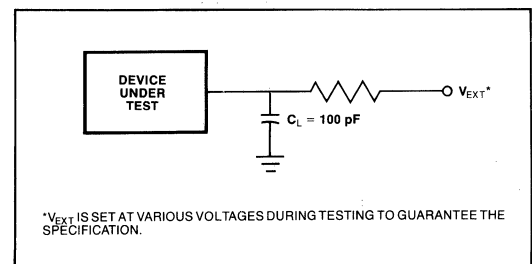 DEVICE
UNDER
TEST
V_EXT*
C_L = 100 pF
*V_EXT IS SET AT VARIOUS VOLTAGES DURING TESTING TO GUARANTEE THE
SPECIFICATION.